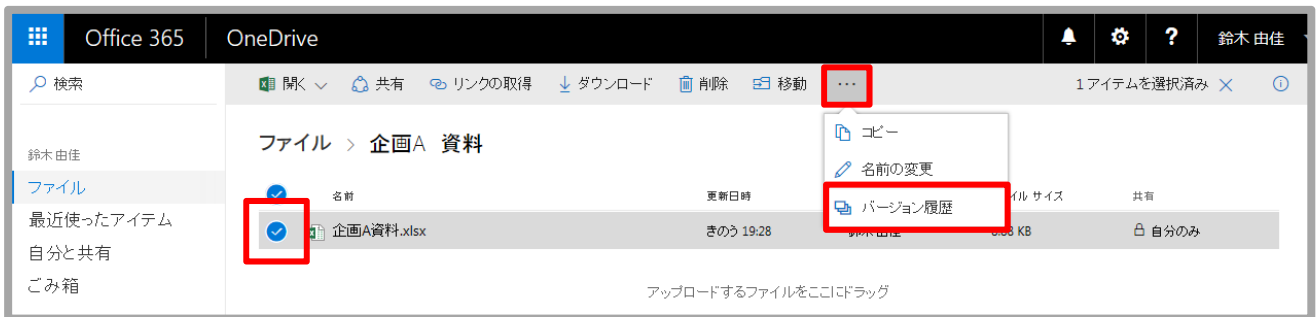 Office 365 OneDrive ? 鈴木 由佳
検索 開く 共有 リンクの取得 ダウンロード 削除 移動 … 1 アイテムを選択済み
コピー
ファイル > 企画A 資料
鈴木 由佳
名前の変更
ファイル
名前 更新日時 サイズ 共有
バージョン履歴
最近使ったアイテム
企画A資料.xlsx きのう 19:28 KB 自分のみ
自分と共有
ごみ箱
アップロードするファイルをここにドラッグ